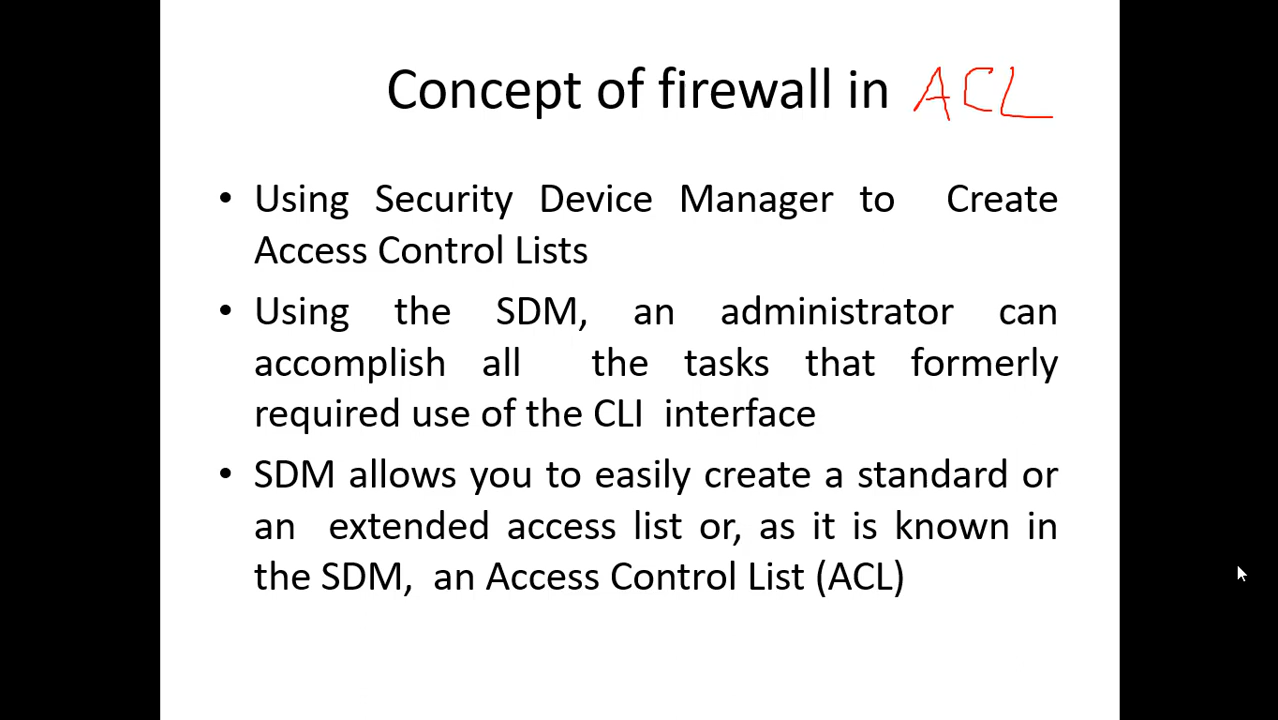 Concept of firewall in ACL
• Using Security Device Manager to Create
Access Control Lists
• Using the SDM, an administrator can
accomplish all the tasks that formerly
required use of the CLI interface
• SDM allows you to easily create a standard or
an extended access list or, as it is known in
the SDM, an Access Control List (ACL)